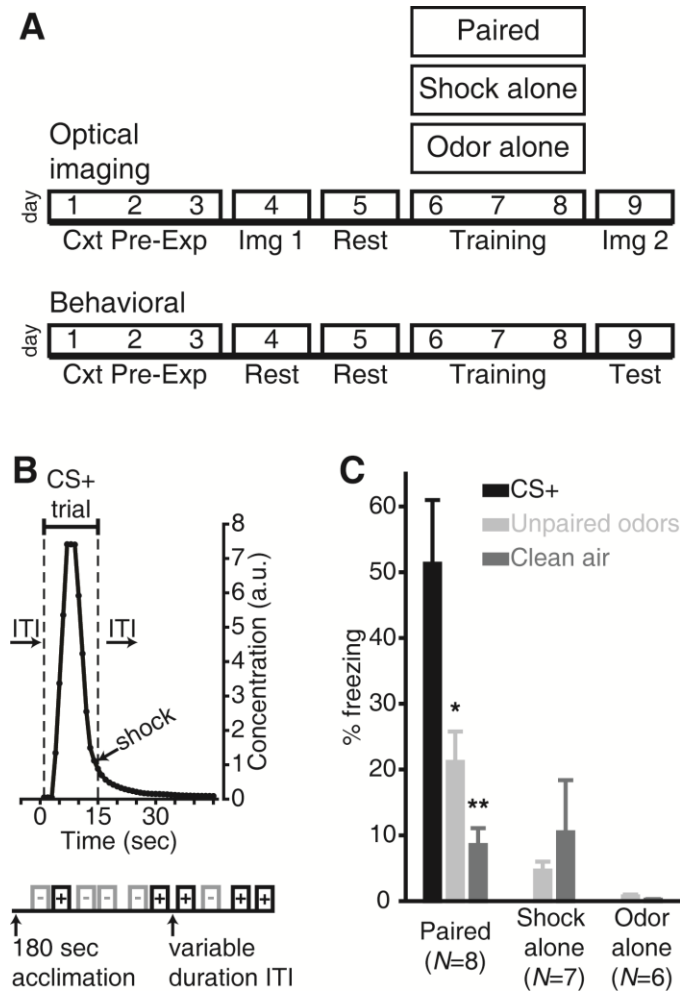 A
Paired
Shock alone
Odor alone
Optical
imaging
day
1 2 3 4 5 6 7 8 9
Cxt Pre-Exp Img 1 Rest Training Img 2
Behavioral
day
1 2 3 4 5 6 7 8 9
Cxt Pre-Exp Rest Rest Training Test
B
CS+
trial
ITI
ITI
shock
8
7
6
5
4
3
2
1
0
Concentration (a.u.)
0 15 30
Time (sec)
- + - - - + + - + +
180 sec
acclimation
variable
duration ITI
C
CS+
Unpaired odors
Clean air
60
50
40
30
20
10
0
% freezing
*
**
Paired
(N=8)
Shock
alone
(N=7)
Odor
alone
(N=6)